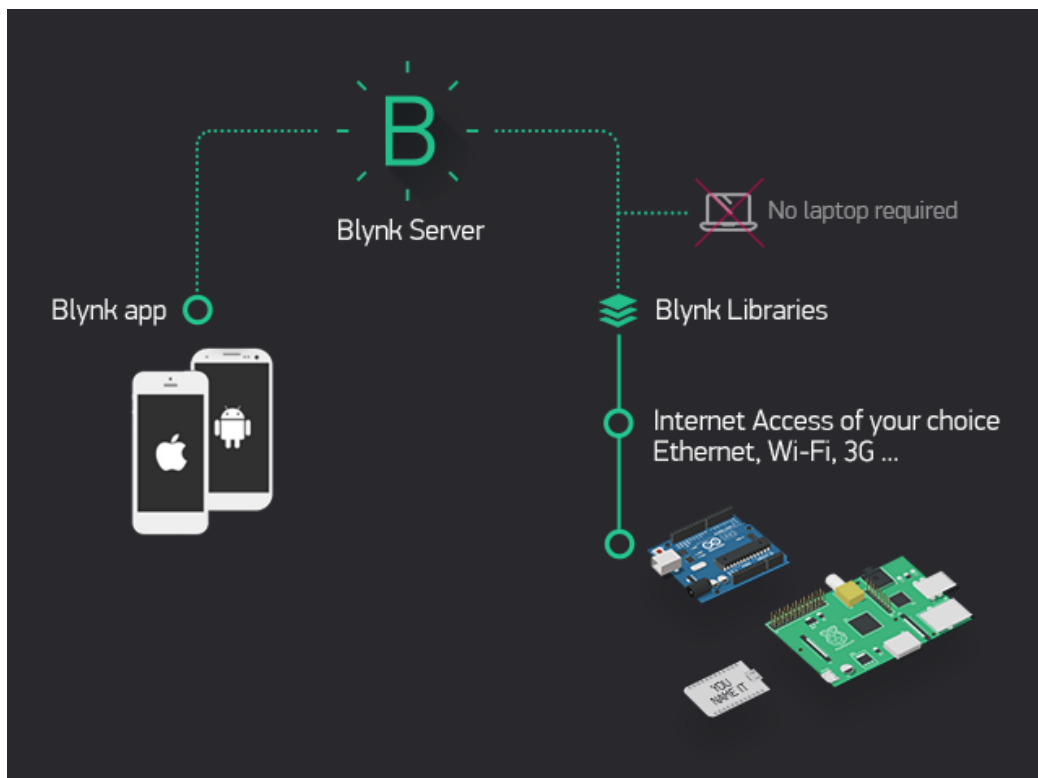 B
Blynk Server
No laptop required
Blynk app
Blynk Libraries
Internet Access of your choice
Ethernet, Wi-Fi, 3G ...
YOU
NAME IT